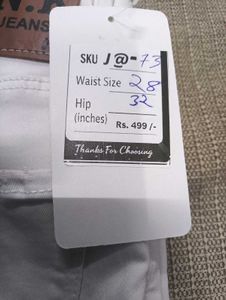 JEANS
SKU J@-73
Waist Size 28
Hip 32
(inches)
Rs. 499/-
Thanks For Choosing